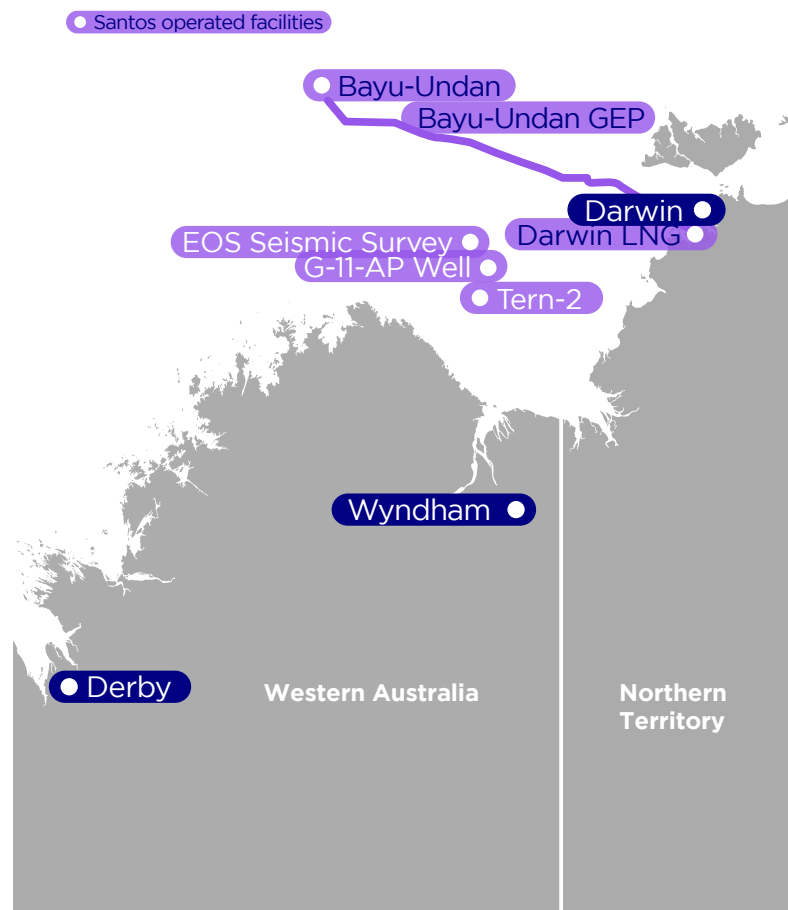 Santos operated facilities
Bayu-Undan
Bayu-Undan GEP
Darwin
EOS Seismic Survey
Darwin LNG
G-11-AP Well
Tern-2
Wyndham
Derby
Western Australia
Northern
Territory